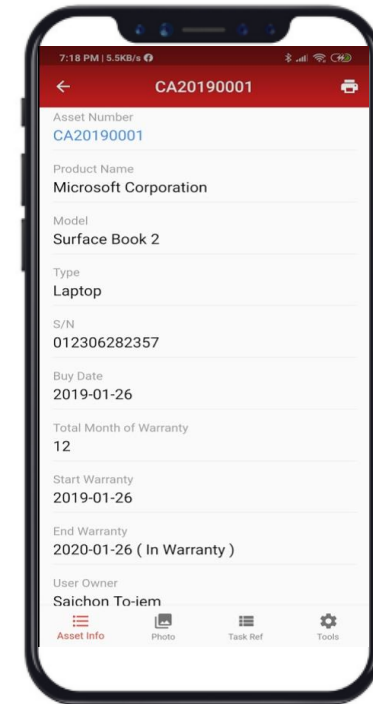 7:18 PM | 5.5KB/s
CA20190001
Asset Number
CA20190001
Product Name
Microsoft Corporation
Model
Surface Book 2
Type
Laptop
S/N
012306282357
Buy Date
2019-01-26
Total Month of Warranty
12
Start Warranty
2019-01-26
End Warranty
2020-01-26 ( In Warranty )
User Owner
Saichon To-iem
Asset Info Photo Task Ref Tools